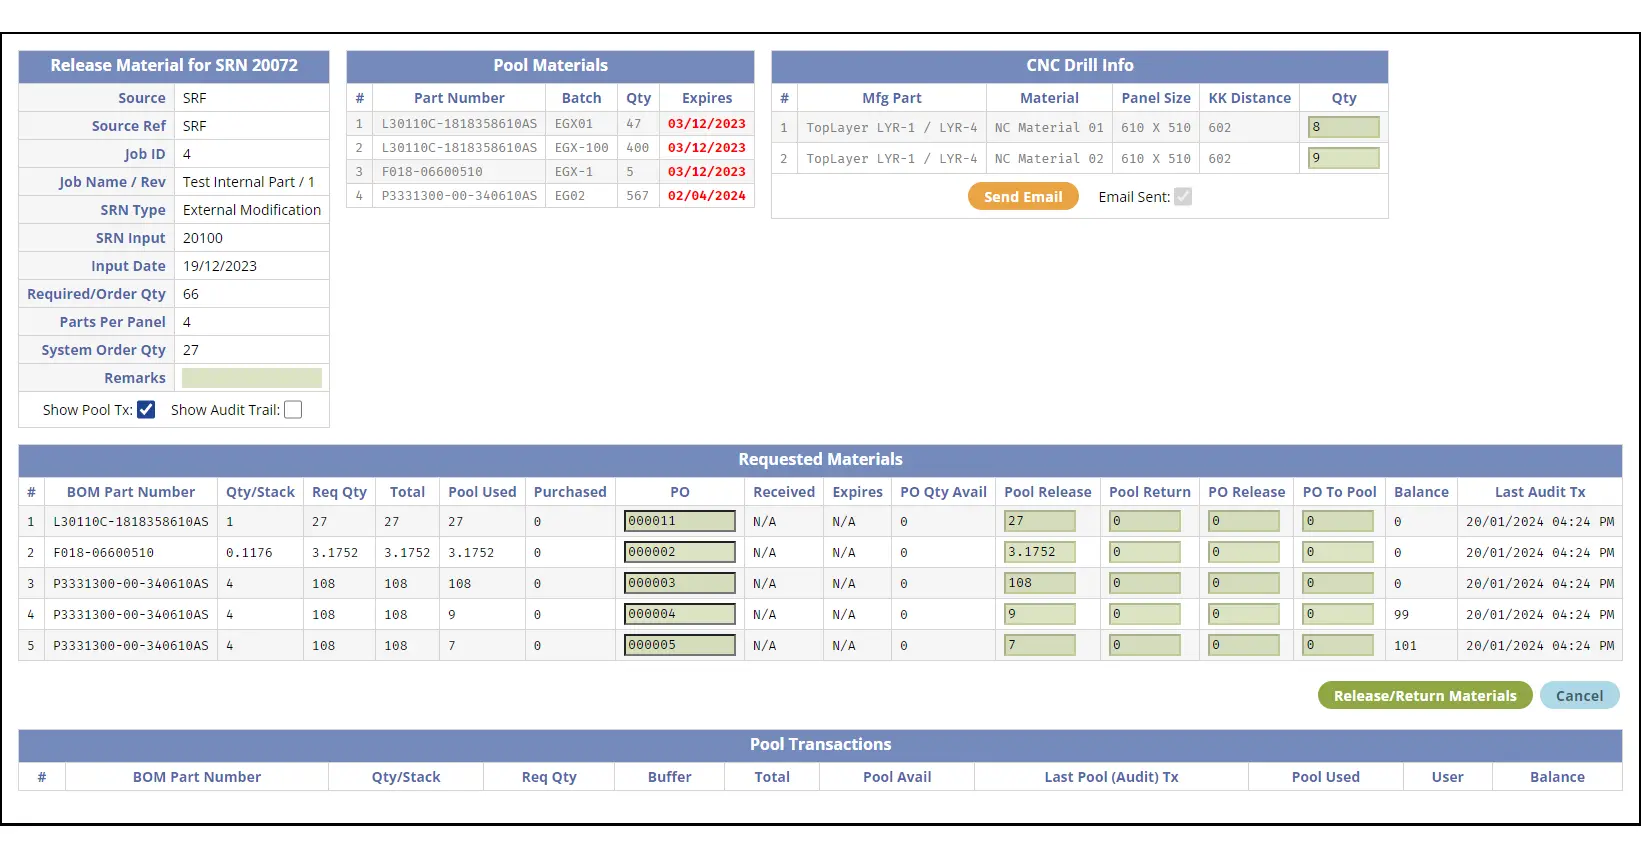 Release Material for SRN 20072
Source SRF
Source Ref SRF
Job ID 4
Job Name / Rev Test Internal Part / 1
SRN Type External Modification
SRN Input 20100
Input Date 19/12/2023
Required/Order Qty 66
Parts Per Panel 4
System Order Qty 27
Remarks
Show Pool Tx: Show Audit Trail:
Pool Materials
# Part Number Batch Qty Expires
1 L30110C-1818358610AS EGX01 47 03/12/2023
2 L30110C-1818358610AS EGX-100 400 03/12/2023
3 F018-06600510 EGX-1 5 03/12/2023
4 P3331300-00-340610AS EG02 567 02/04/2024
CNC Drill Info
# Mfg Part Material Panel Size KK Distance Qty
1 TopLayer LYR-1 / LYR-4 NC Material 01 610 X 510 602 8
2 TopLayer LYR-1 / LYR-4 NC Material 02 610 X 510 602 9
Send Email Email Sent:
Requested Materials
# BOM Part Number Qty/Stack Req Qty Total Pool Used Purchased PO Received Expires PO Qty Avail Pool Release Pool Return PO Release PO To Pool Balance Last Audit Tx
1 L30110C-1818358610AS 1 27 27 27 0 000011 N/A N/A 0 27 0 0 0 0 20/01/2024 04:24 PM
2 F018-06600510 0.1176 3.1752 3.1752 3.1752 0 000002 N/A N/A 0 3.1752 0 0 0 0 20/01/2024 04:24 PM
3 P3331300-00-340610AS 4 108 108 108 0 000003 N/A N/A 0 108 0 0 0 0 20/01/2024 04:24 PM
4 P3331300-00-340610AS 4 108 108 9 0 000004 N/A N/A 0 9 0 0 0 99 20/01/2024 04:24 PM
5 P3331300-00-340610AS 4 108 108 7 0 000005 N/A N/A 0 7 0 0 0 101 20/01/2024 04:24 PM
Release/Return Materials Cancel
Pool Transactions
# BOM Part Number Qty/Stack Req Qty Buffer Total Pool Avail Last Pool (Audit) Tx Pool Used User Balance